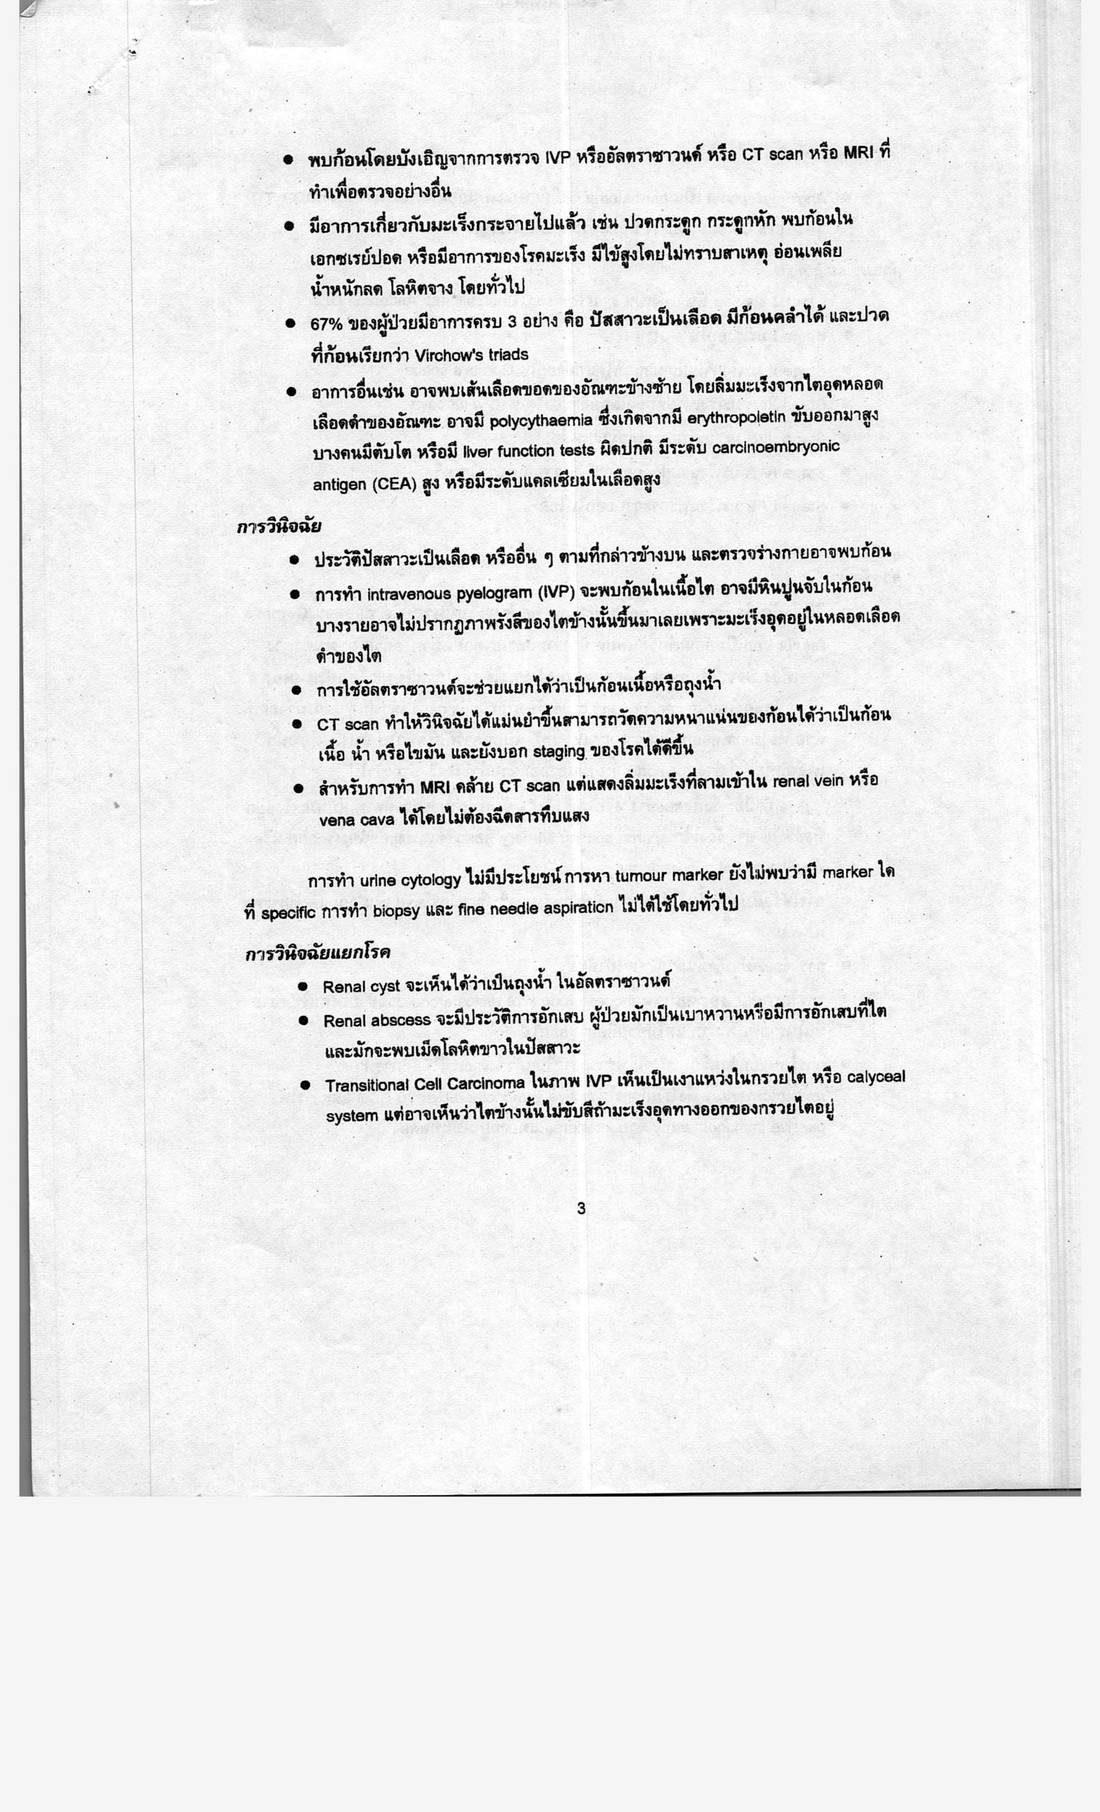 ● พบก้อนโดยบังเอิญจากการตรวจ IVP หรืออัลตราซาวนด์ หรือ CT scan หรือ MRI ที่
ทำเพื่อตรวจอย่างอื่น
● มีอาการเกี่ยวกับมะเร็งกระจายไปแล้ว เช่น ปวดกระดูก กระดูกหัก พบก้อนใน
เอกซเรย์ปอด หรือมีอาการของโรคมะเร็ง มีไข้สูงโดยไม่ทราบสาเหตุ อ่อนเพลีย
น้ำหนักลด โลหิตจาง โดยทั่วไป
● 67% ของผู้ป่วยมีอาการครบ 3 อย่าง คือ ปัสสาวะเป็นเลือด มีก้อนคลำได้ และปวด
ที่ก้อนเรียกว่า Virchow's triads
● อาการอื่นเช่น อาจพบเส้นเลือดขอดของอัณฑะข้างซ้าย โดยลิ่มมะเร็งจากไตอุดหลอด
เลือดดำของอัณฑะ อาจมี polycythaemia ซึ่งเกิดจากมี erythropoietin ขับออกมาสูง
บางคนมีตับโต หรือมี liver function tests ผิดปกติ มีระดับ carcinoembryonic
antigen (CEA) สูง หรือมีระดับแคลเซียมในเลือดสูง
การวินิจฉัย
● ประวัติปัสสาวะเป็นเลือด หรืออื่น ๆ ตามที่กล่าวข้างบน และตรวจร่างกายอาจพบก้อน
● การทำ intravenous pyelogram (IVP) จะพบก้อนในเนื้อไต อาจมีหินปูนจับในก้อน
บางรายอาจไม่ปรากฏภาพรังสีของไตข้างนั้นขึ้นมาเลยเพราะมะเร็งอุดอยู่ในหลอดเลือด
ดำของไต
● การใช้อัลตราซาวนด์จะช่วยแยกได้ว่าเป็นก้อนเนื้อหรือถุงน้ำ
● CT scan ทำให้วินิจฉัยได้แม่นยำขึ้นสามารถวัดความหนาแน่นของก้อนได้ว่าเป็นก้อน
เนื้อ น้ำ หรือไขมัน และยังบอก staging ของโรคได้ดีขึ้น
● สำหรับการทำ MRI คล้าย CT scan แต่แสดงลิ่มมะเร็งที่ลามเข้าใน renal vein หรือ
vena cava ได้โดยไม่ต้องฉีดสารทึบแสง
การทำ urine cytology ไม่มีประโยชน์ การหา tumour marker ยังไม่พบว่ามี marker ใด
ที่ specific การทำ biopsy และ fine needle aspiration ไม่ได้ใช้โดยทั่วไป
การวินิจฉัยแยกโรค
● Renal cyst จะเห็นได้ว่าเป็นถุงน้ำ ในอัลตราซาวนด์
● Renal abscess จะมีประวัติการอักเสบ ผู้ป่วยมักเป็นเบาหวานหรือมีการอักเสบที่ไต
และมักจะพบเม็ดโลหิตขาวในปัสสาวะ
● Transitional Cell Carcinoma ในภาพ IVP เห็นเป็นเงาแหว่งในกรวยไต หรือ calyceal
system แต่อาจเห็นว่าไตข้างนั้นไม่ขับสีถ้ามะเร็งอุดทางออกของกรวยไตอยู่
3